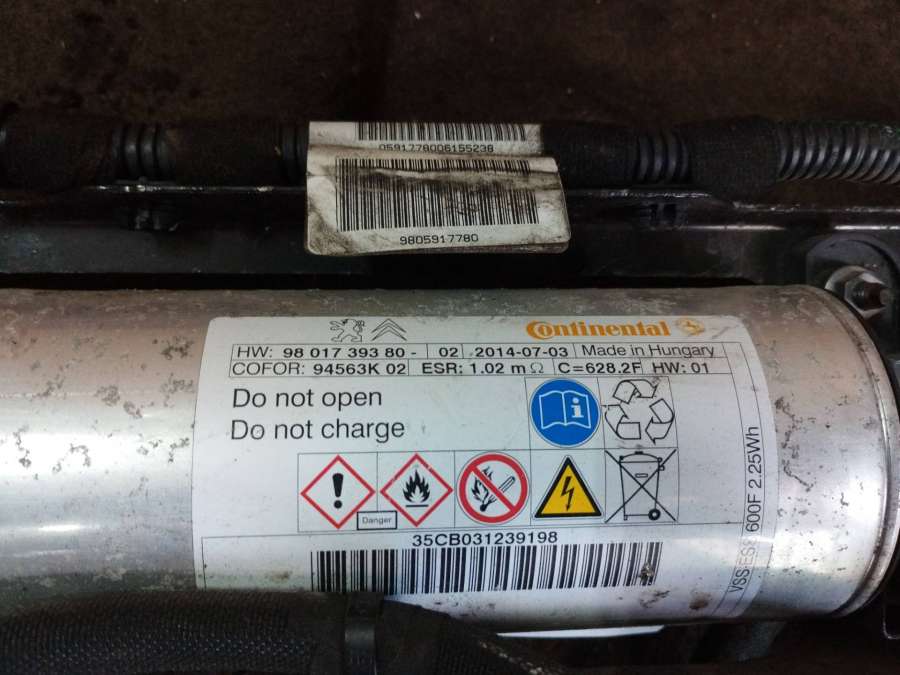 0591778006155238
9805917780
Continental
HW: 98 017 393 80 - 02 2014-07-03 Made in Hungary
COFOR: 94563K 02 ESR: 1.02 m Ω C=628.2F HW: 01
Do not open
Do not charge
Danger
35CB031239198
600F 2.25Wh